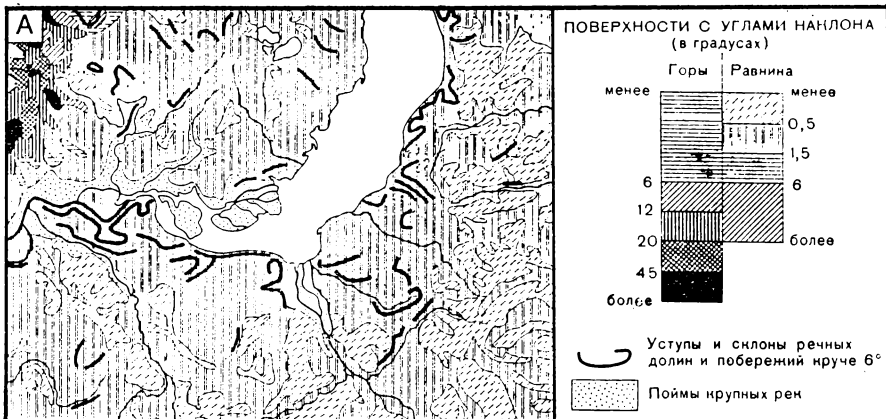 А
ПОВЕРХНОСТИ С УГЛАМИ НАКЛОНА
(в градусах)
Горы Равнина
менее менее
0,5
1,5
6 6
12
20 более
45
более
Уступы и склоны речных
долин и побережий круче 6°
Поймы крупных рек